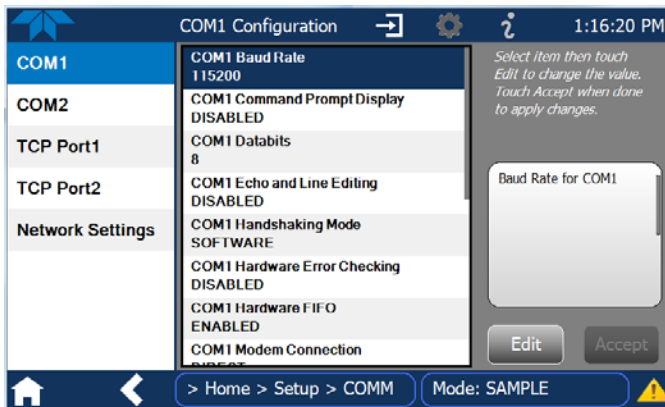 COM1 Configuration
1:16:20 PM
COM1
COM2
TCP Port1
TCP Port2
Network Settings
COM1 Baud Rate
115200
COM1 Command Prompt Display
DISABLED
COM1 Databits
8
COM1 Echo and Line Editing
DISABLED
COM1 Handshaking Mode
SOFTWARE
COM1 Hardware Error Checking
DISABLED
COM1 Hardware FIFO
ENABLED
COM1 Modem Connection
DIRECT
Select item then touch
Edit to change the value.
Touch Accept when done
to apply changes.
Baud Rate for COM1
Edit
Accept
> Home > Setup > COMM
Mode: SAMPLE